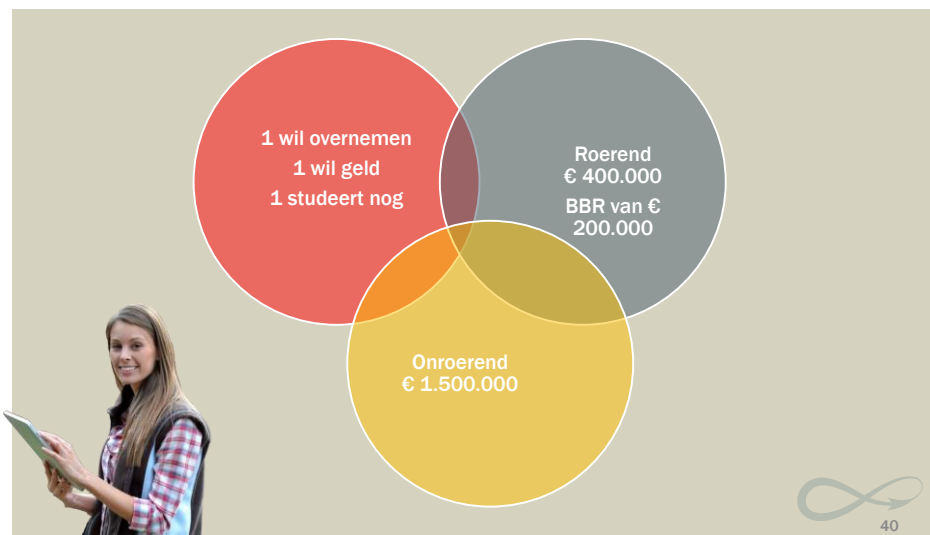 1 wil overnemen
1 wil geld
1 studeert nog
Roerend
€ 400.000
BBR van €
200.000
Onroerend
€ 1.500.000
40